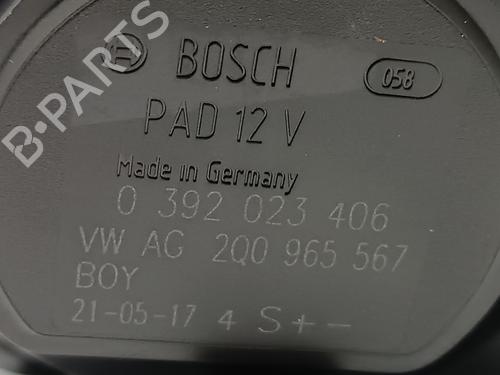 B-PARTS
BOSCH
058
PAD 12 V
Made in Germany
0 392 023 406
VW AG 2Q0 965 567
BOY
21-05-17 4 S+-